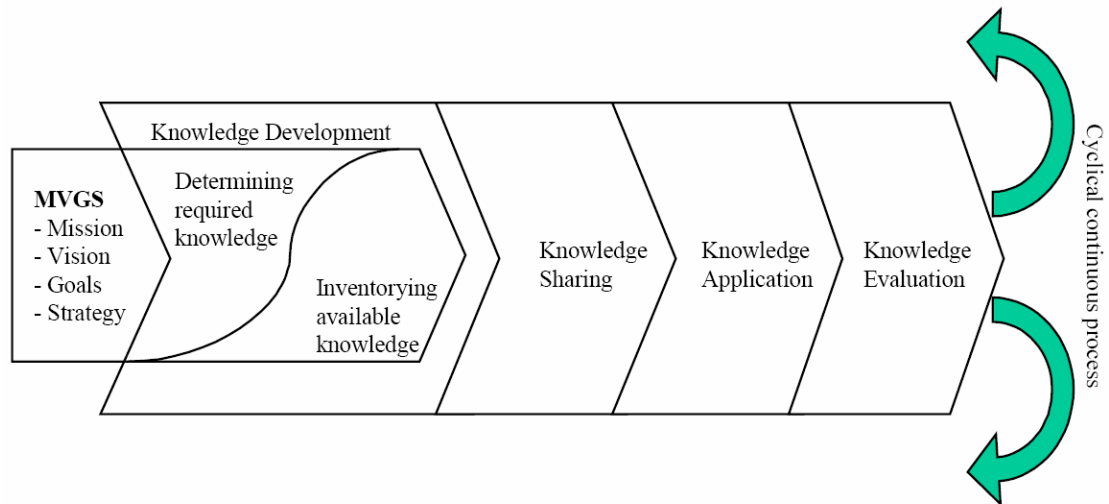 Knowledge Development
MVGS
- Mission
- Vision
- Goals
- Strategy
Determining
required
knowledge
Inventorying
available
knowledge
Knowledge
Sharing
Knowledge
Application
Knowledge
Evaluation
Cyclical continuous process